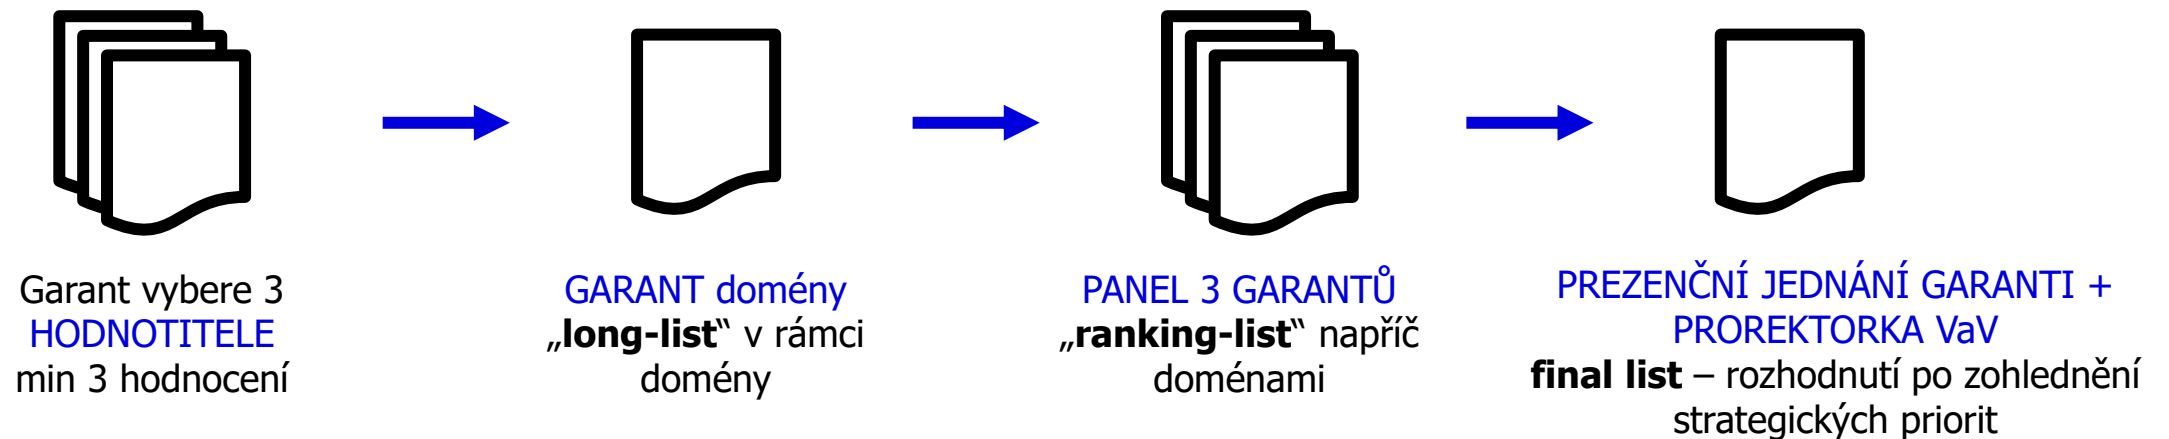 Garant vybere 3
HODNOTITELE
min 3 hodnocení
GARANT domény
„long-list“ v rámci
domény
PANEL 3 GARANTŮ
„ranking-list“ napříč
doménami
PREZENČNÍ JEDNÁNÍ GARANTI +
PROREKTORKA VaV
final list – rozhodnutí po zohlednění
strategických priorit